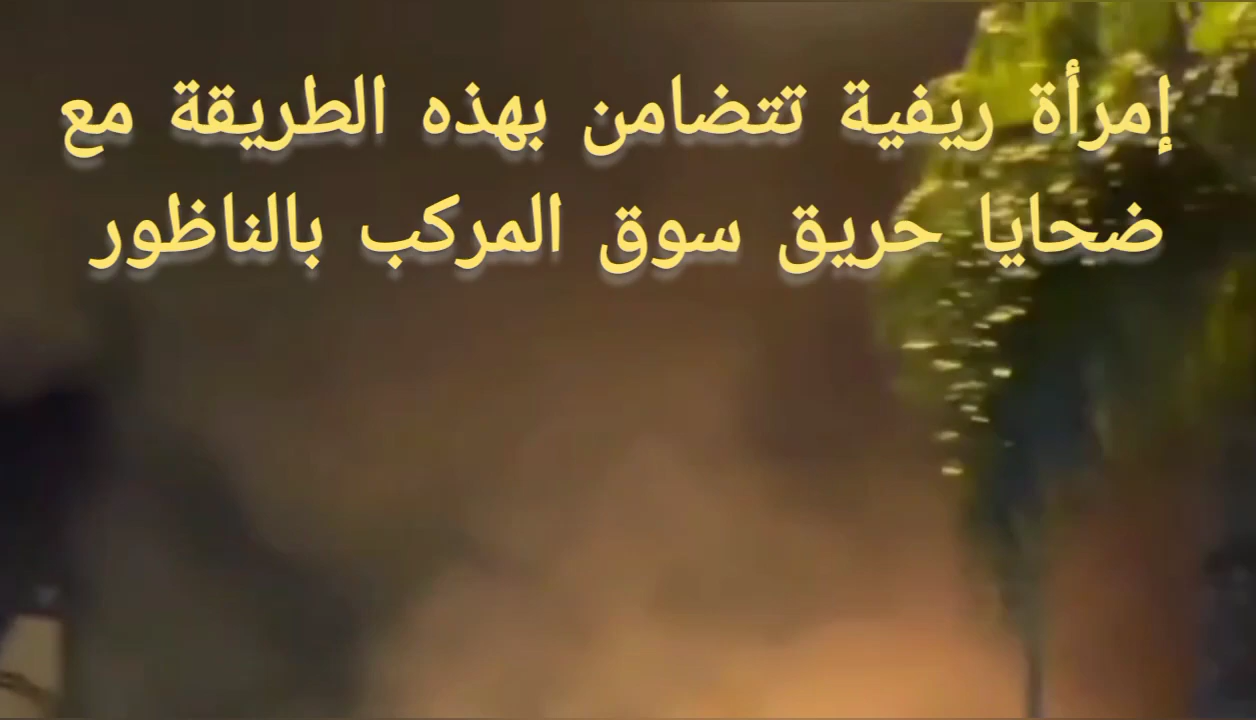 إمرأة ريفية تتضامن بهذه الطريقة مع
ضحايا حريق سوق المركب بالناظور